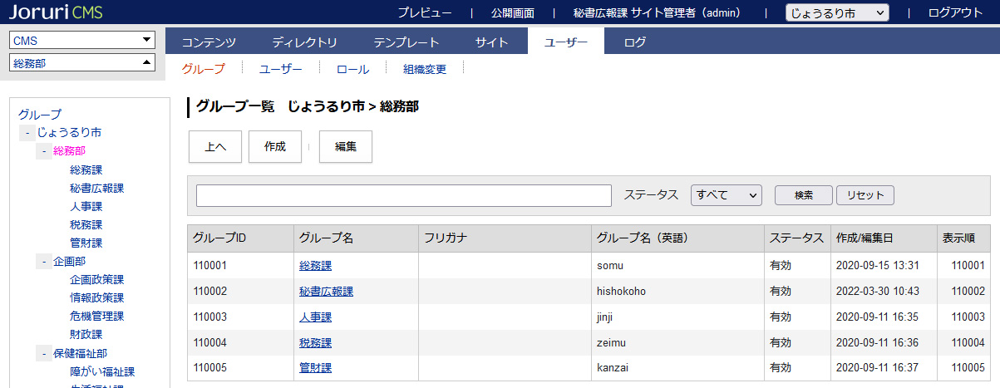 Joruri CMS
プレビュー | 公開画面 | 秘書広報課 サイト管理者（admin） | じょうるり市 | ログアウト
CMS
総務部
コンテンツ ディレクトリ テンプレート サイト ユーザー ログ
グループ ユーザー ロール 組織変更
グループ
- じょうるり市
- 総務部
総務課
秘書広報課
人事課
税務課
管財課
- 企画部
企画政策課
情報政策課
危機管理課
財政課
- 保健福祉部
障がい福祉課
生活福祉課
グループ一覧 じょうるり市 > 総務部
上へ 作成 | 編集
ステータス すべて 検索 リセット
グループID グループ名 フリガナ グループ名（英語） ステータス 作成/編集日 表示順
110001 総務課 somu 有効 2020-09-15 13:31 110001
110002 秘書広報課 hishokoho 有効 2022-03-30 10:43 110002
110003 人事課 jinji 有効 2020-09-11 16:35 110003
110004 税務課 zeimu 有効 2020-09-11 16:36 110004
110005 管財課 kanzai 有効 2020-09-11 16:37 110005